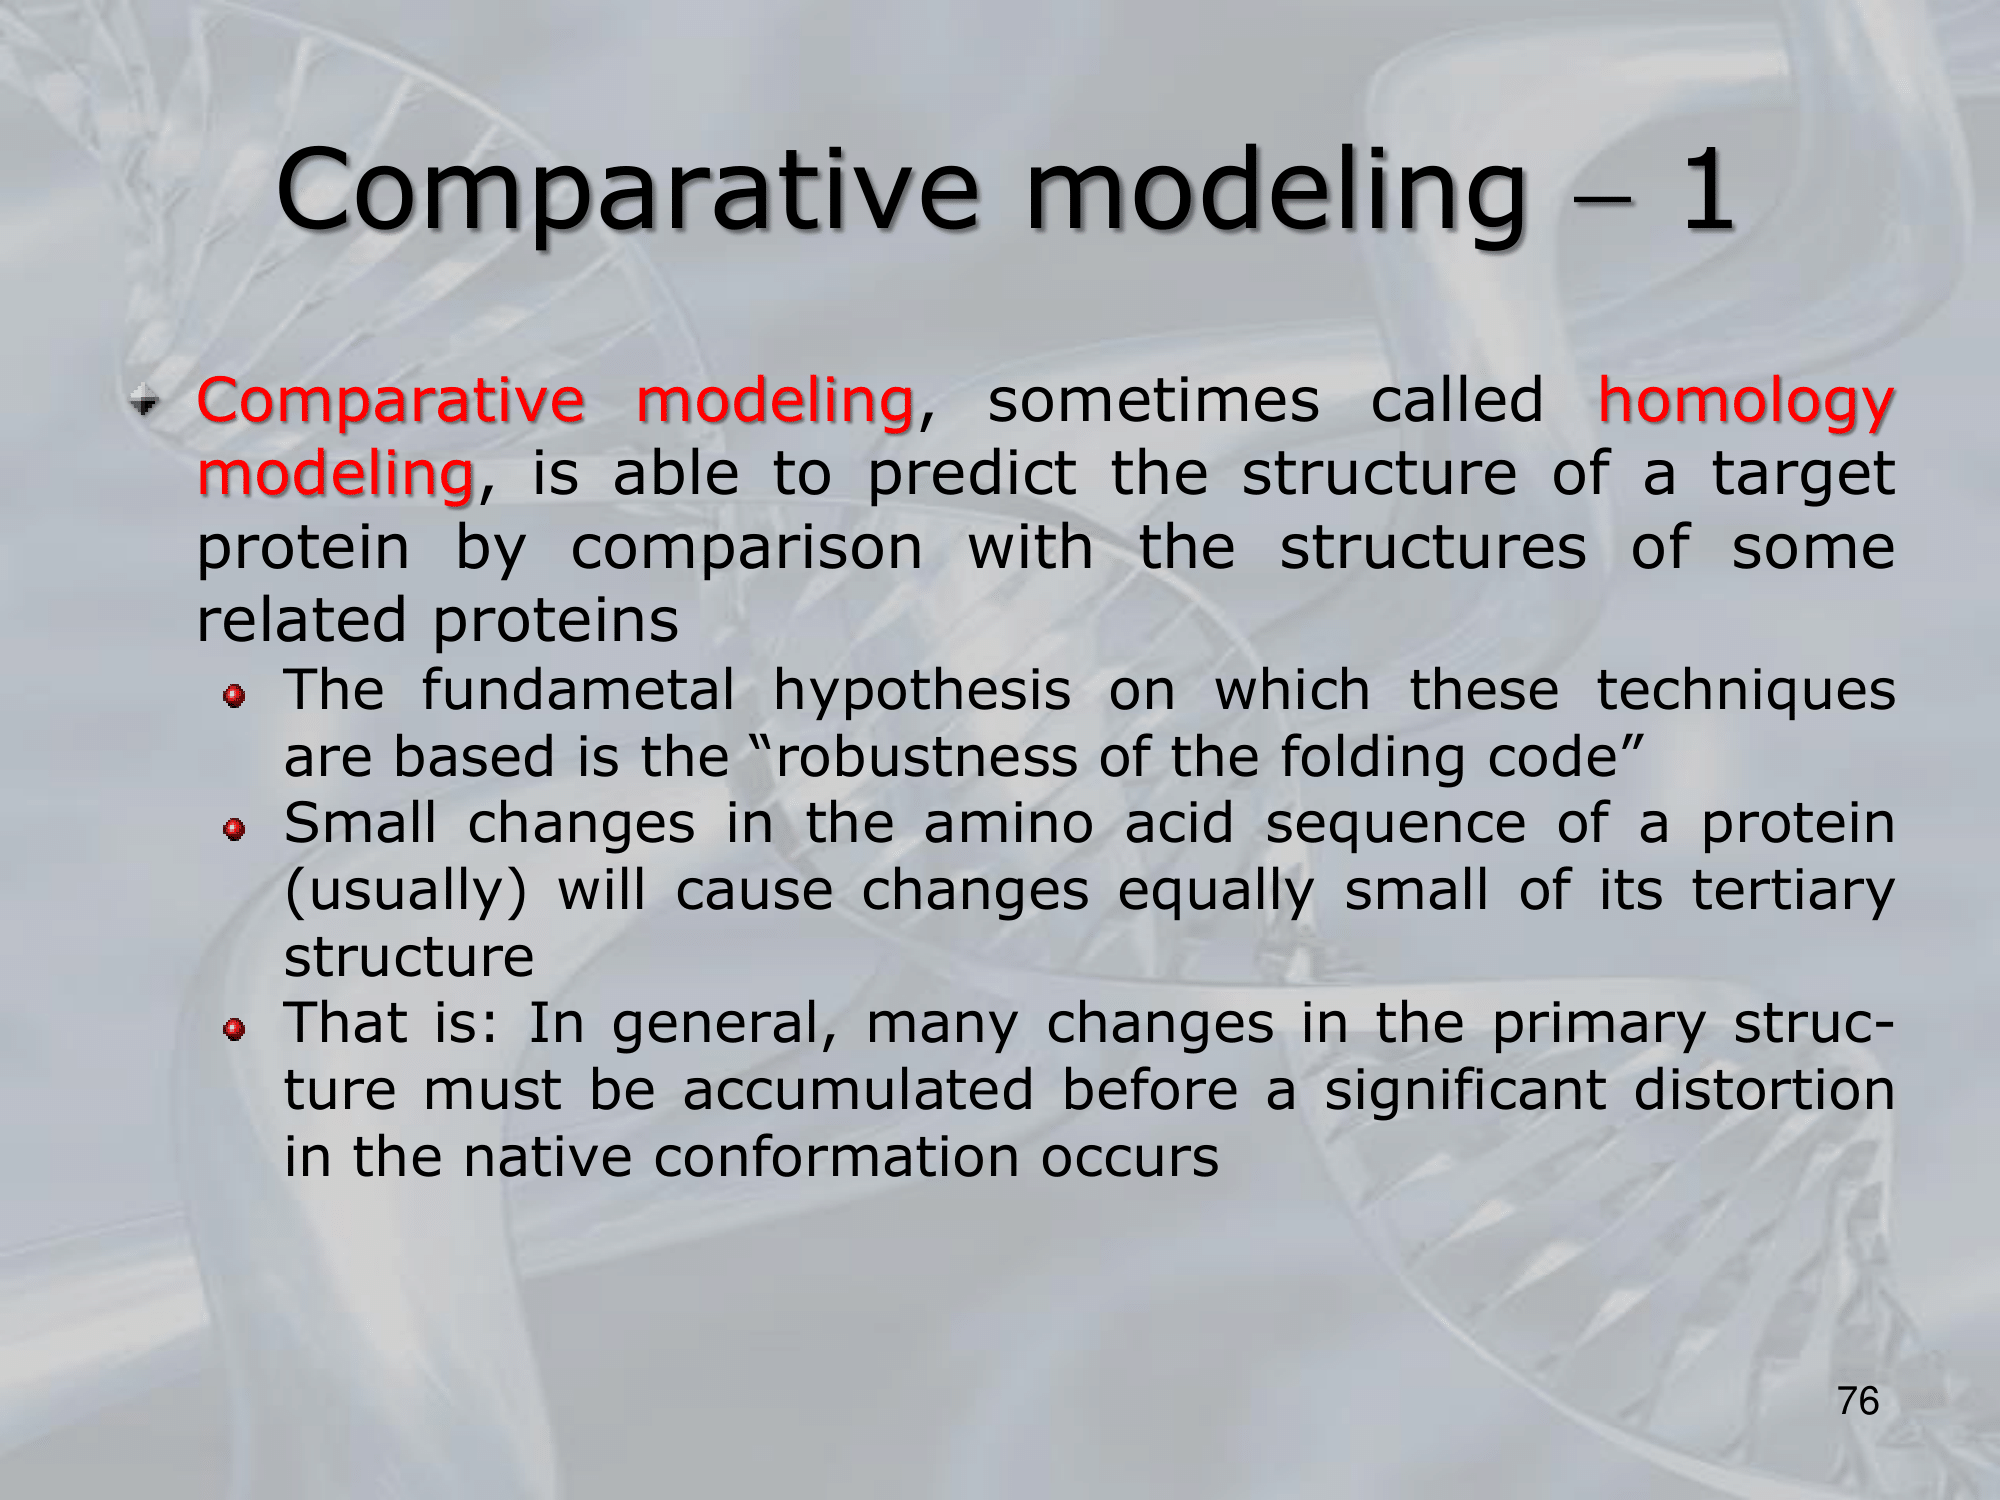 Comparative modeling – 1
Comparative modeling, sometimes called homology
modeling, is able to predict the structure of a target
protein by comparison with the structures of some
related proteins
The fundametal hypothesis on which these techniques
are based is the “robustness of the folding code”
Small changes in the amino acid sequence of a protein
(usually) will cause changes equally small of its tertiary
structure
That is: In general, many changes in the primary struc-
ture must be accumulated before a significant distortion
in the native conformation occurs
76